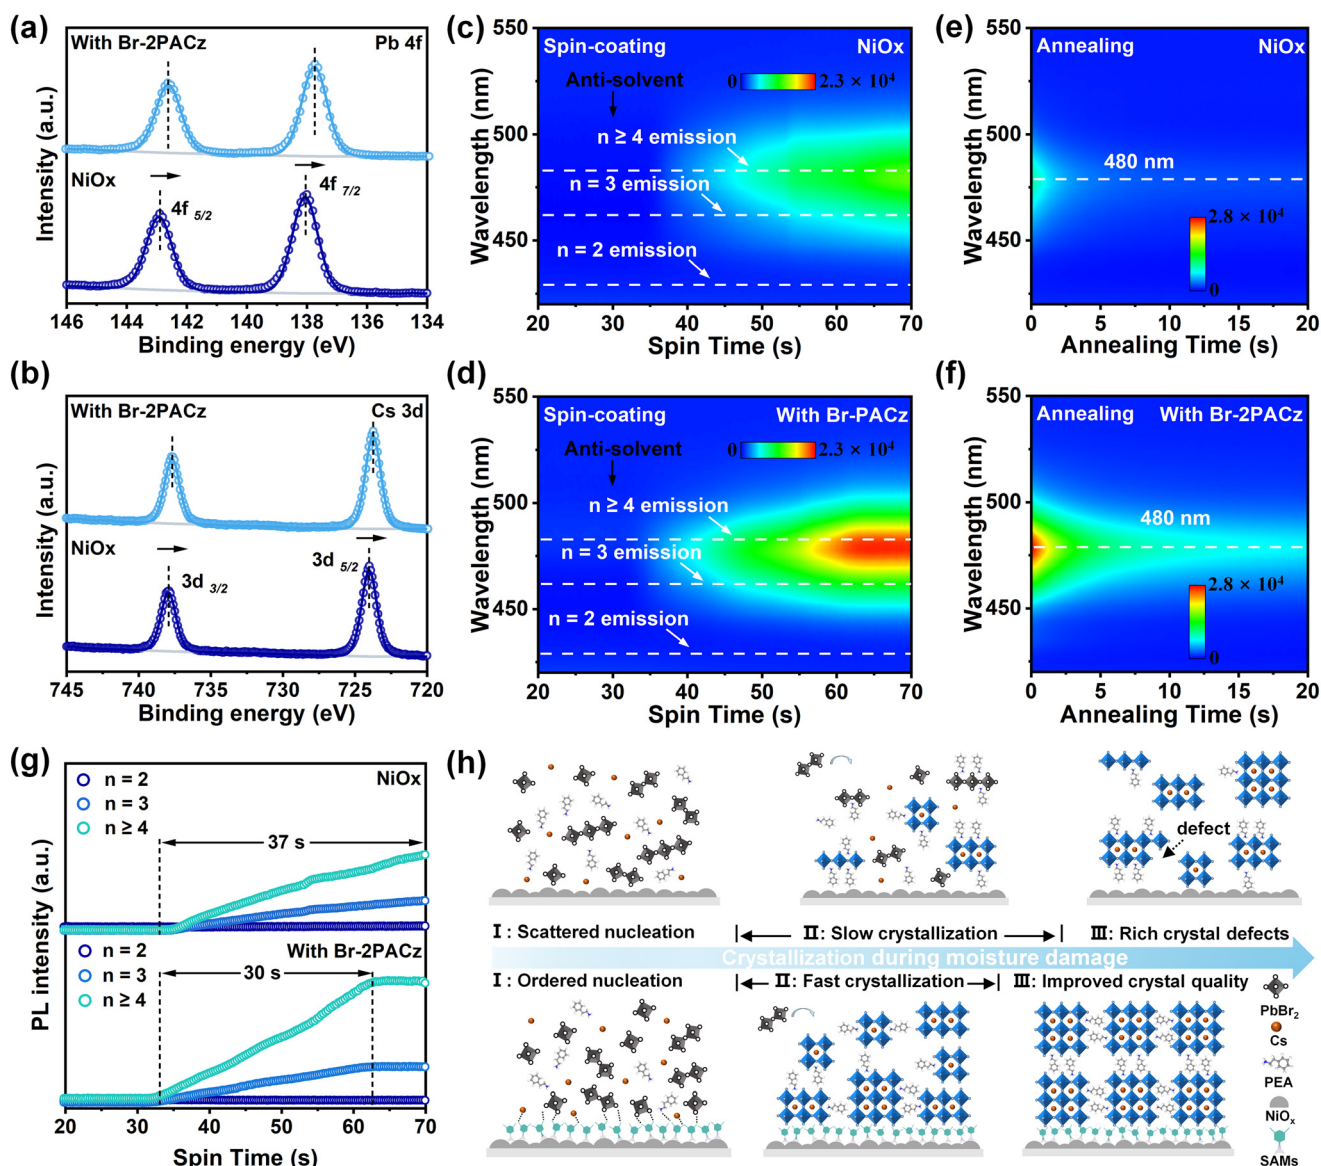 (a)
With Br-2PACz
Pb 4f
NiOx
4f 5/2
4f 7/2
Intensity (a.u.)
146 144 142 140 138 136 134
Binding energy (eV)
(b)
With Br-2PACz
Cs 3d
NiOx
3d 3/2
3d 5/2
Intensity (a.u.)
745 740 735 730 725 720
Binding energy (eV)
(c)
550
500
450
Wavelength (nm)
Spin-coating
NiOx
Anti-solvent
0 2.3 × 10⁴
n ≥ 4 emission
n = 3 emission
n = 2 emission
20 30 40 50 60 70
Spin Time (s)
(d)
550
500
450
Wavelength (nm)
Spin-coating
With Br-PACz
Anti-solvent
0 2.3 × 10⁴
n ≥ 4 emission
n = 3 emission
n = 2 emission
20 30 40 50 60 70
Spin Time (s)
(e)
550
500
450
Wavelength (nm)
Annealing
NiOx
480 nm
2.8 × 10⁴
0
0 5 10 15 20
Annealing Time (s)
(f)
550
500
450
Wavelength (nm)
Annealing
With Br-2PACz
480 nm
2.8 × 10⁴
0
0 5 10 15 20
Annealing Time (s)
(g)
n = 2
n = 3
n ≥ 4
NiOx
37 s
n = 2
n = 3
n ≥ 4
With Br-2PACz
30 s
PL intensity (a.u.)
20 30 40 50 60 70
Spin Time (s)
(h)
defect
I : Scattered nucleation
II: Slow crystallization
III: Rich crystal defects
Crystallization during moisture damage
I : Ordered nucleation
II: Fast crystallization
III: Improved crystal quality
PbBr₂
Cs
PEA
NiOₓ
SAMs